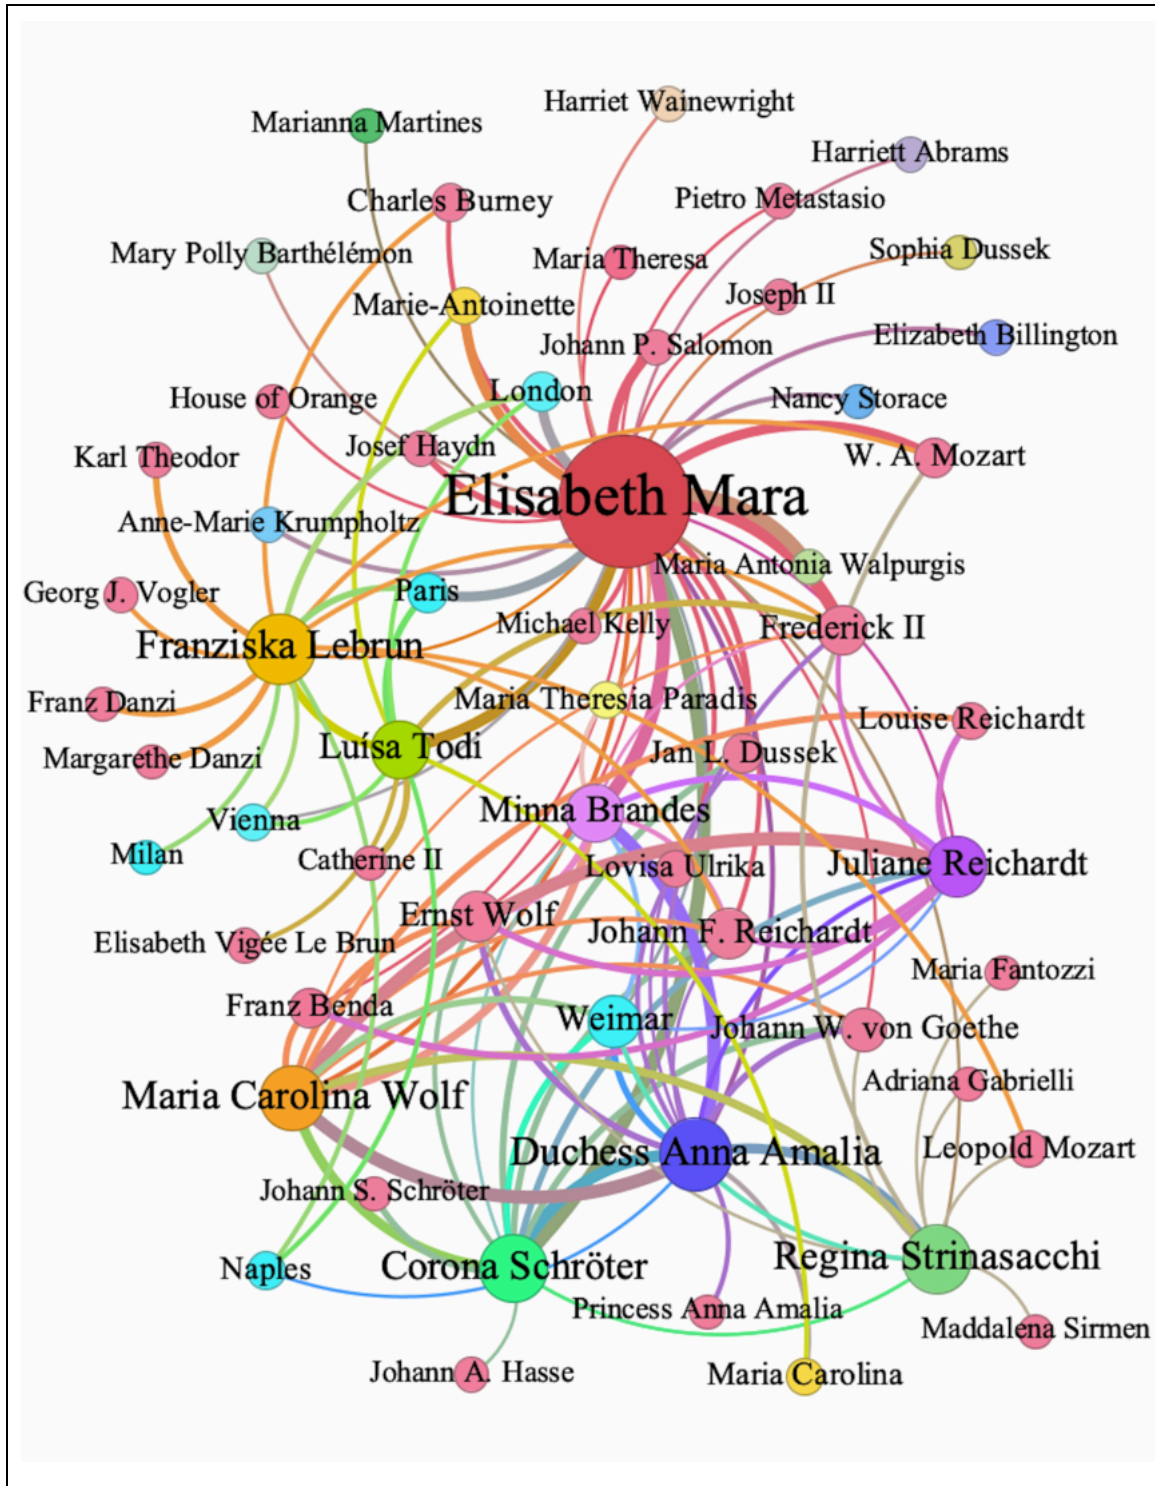 Harriet Wainewright
Marianna Martines
Harriett Abrams
Charles Burney
Pietro Metastasio
Mary Polly Barthélémon
Maria Theresa
Sophia Dussek
Marie-Antoinette
Joseph II
Johann P. Salomon
Elizabeth Billington
London
House of Orange
Nancy Storace
Josef Haydn
Karl Theodor
W. A. Mozart
Elisabeth Mara
Anne-Marie Krumpholtz
Maria Antonia Walpurgis
Georg J. Vogler
Paris
Michael Kelly
Frederick II
Franziska Lebrun
Franz Danzi
Maria Theresia Paradis
Louise Reichardt
Luísa Todi
Jan L. Dussek
Margarethe Danzi
Minna Brandes
Vienna
Milan
Catherine II
Lovisa Ulrika
Juliane Reichardt
Ernst Wolf
Johann F. Reichardt
Elisabeth Vigée Le Brun
Maria Fantozzi
Franz Benda
Weimar
Johann W. von Goethe
Adriana Gabrielli
Maria Carolina Wolf
Duchess Anna Amalia
Leopold Mozart
Johann S. Schröter
Naples
Corona Schröter
Regina Strinasacchi
Princess Anna Amalia
Maddalena Sirmen
Johann A. Hasse
Maria Carolina